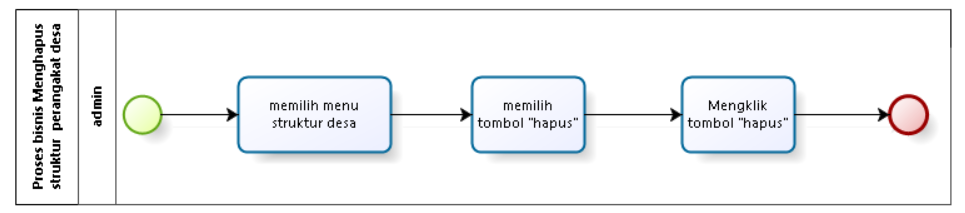 Proses bisnis Menghapus
struktur perangakat desa
admin
memilih menu
struktur desa
memilih
tombol "hapus"
Mengklik
tombol "hapus"